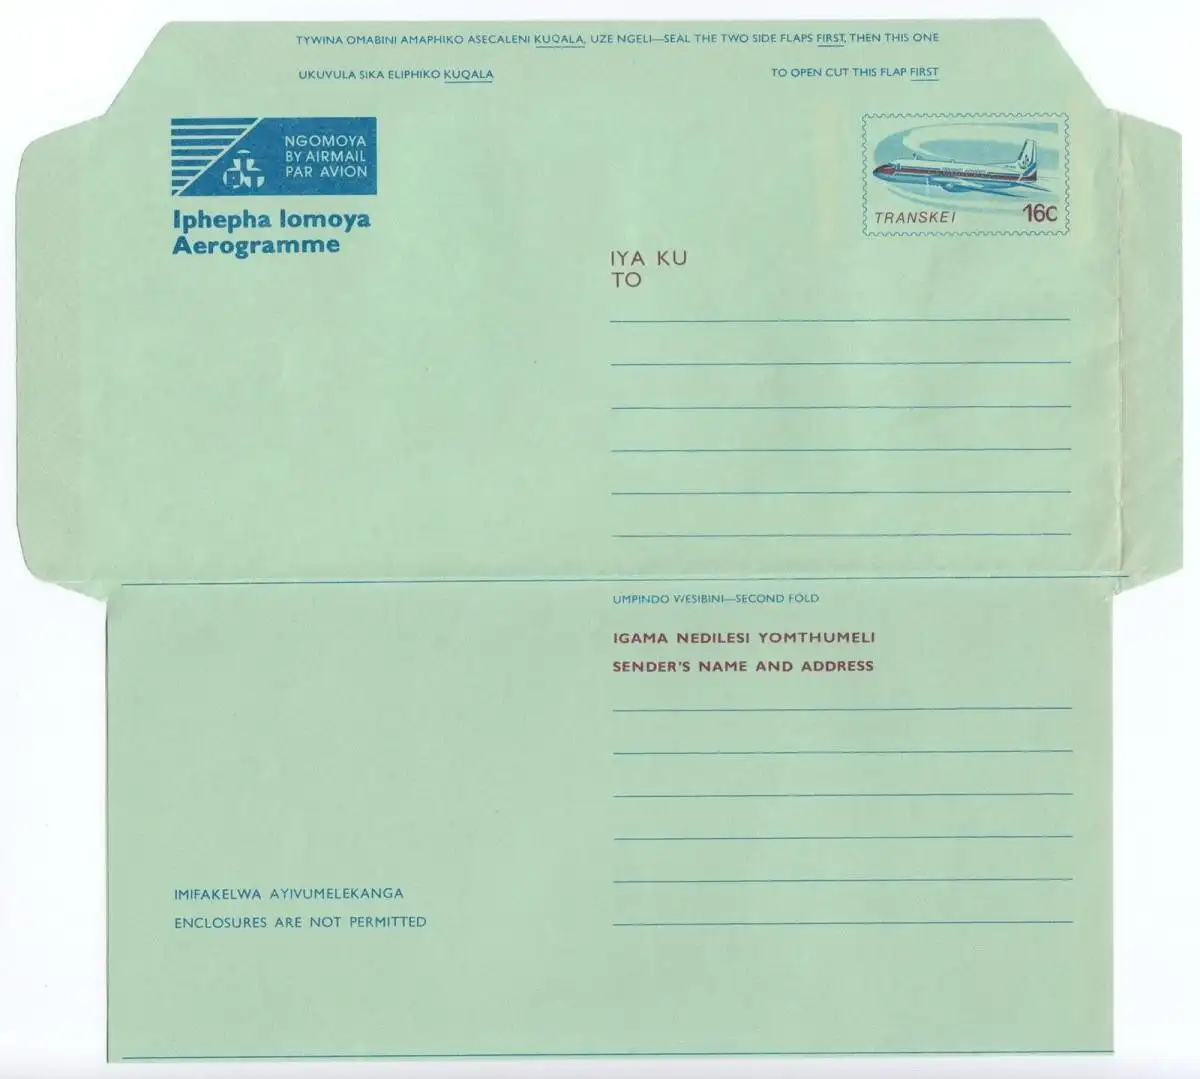 TYWINA OMABINI AMAPHIKO ASECALENI KUQALA, UZE NGELI—SEAL THE TWO SIDE FLAPS FIRST, THEN THIS ONE
UKUVULA SIKA ELIPHIKO KUQALA TO OPEN CUT THIS FLAP FIRST
NGOMOYA
BY AIRMAIL
PAR AVION
Iphepha lomoya
Aerogramme
TRANSKEI 16c
IYA KU
TO
UMPINDO WESIBINI—SECOND FOLD
IGAMA NEDILESI YOMTHUMELI
SENDER'S NAME AND ADDRESS
IMIFAKELWA AYIVUMELEKANGA
ENCLOSURES ARE NOT PERMITTED